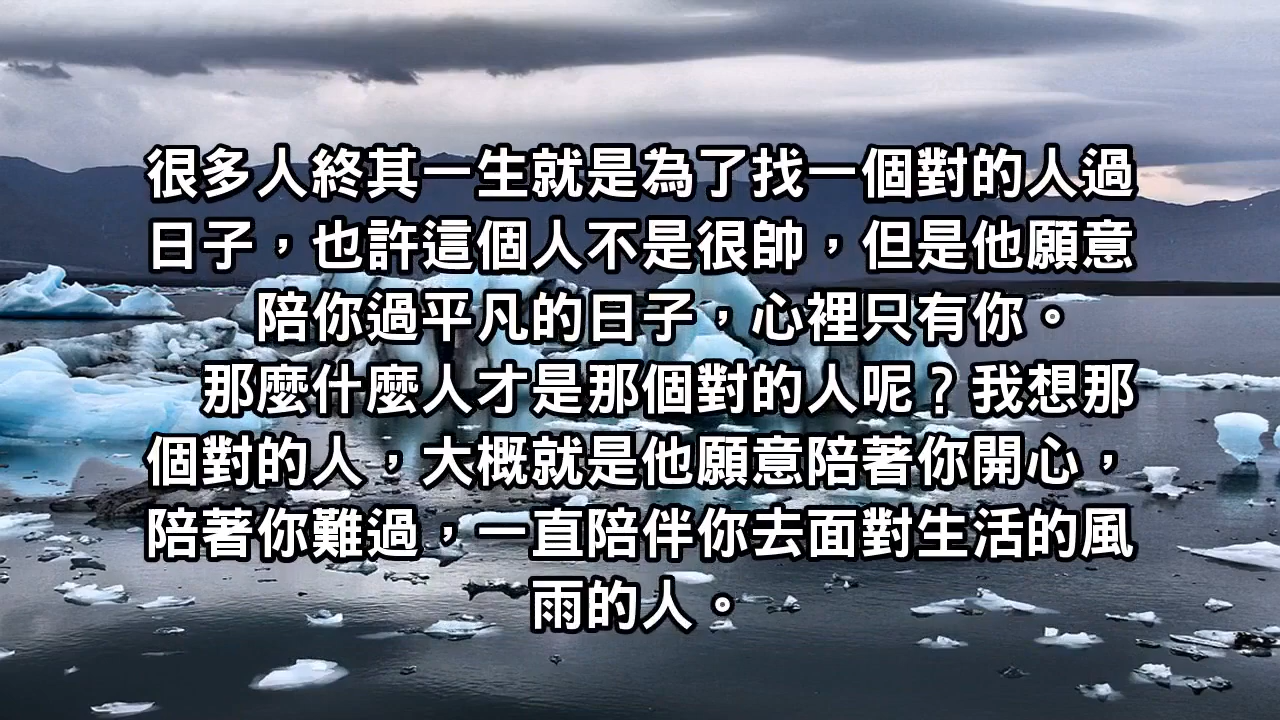 很多人終其一生就是為了找一個對的人過
日子，也許這個人不是很帥，但是他願意
陪你過平凡的日子，心裡只有你。
那麼什麼人才是那個對的人呢？我想那
個對的人，大概就是他願意陪著你開心，
陪著你難過，一直陪伴你去面對生活的風
雨的人。